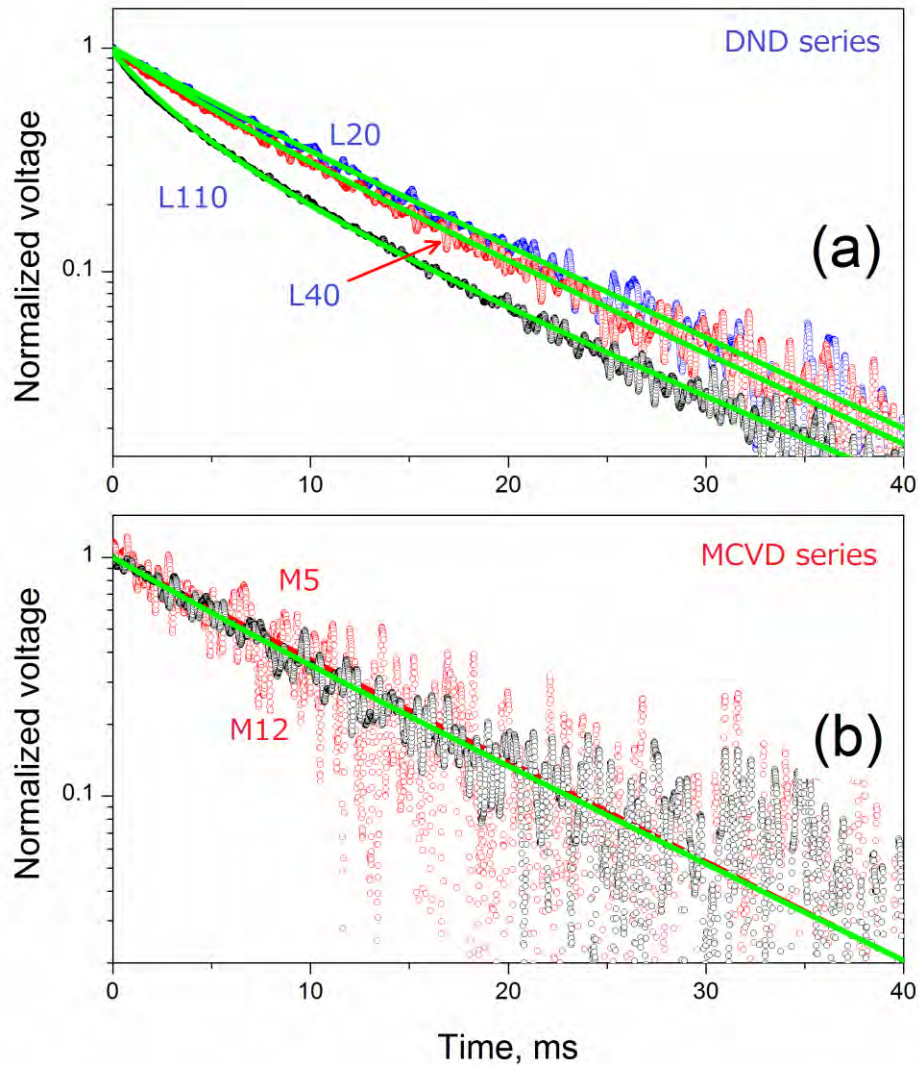 DND series
1
L20
L110
(a)
0.1
L40
Normalized voltage
0
10
20
30
40
MCVD series
1
M5
M12
(b)
0.1
Normalized voltage
0
10
20
30
40
Time, ms